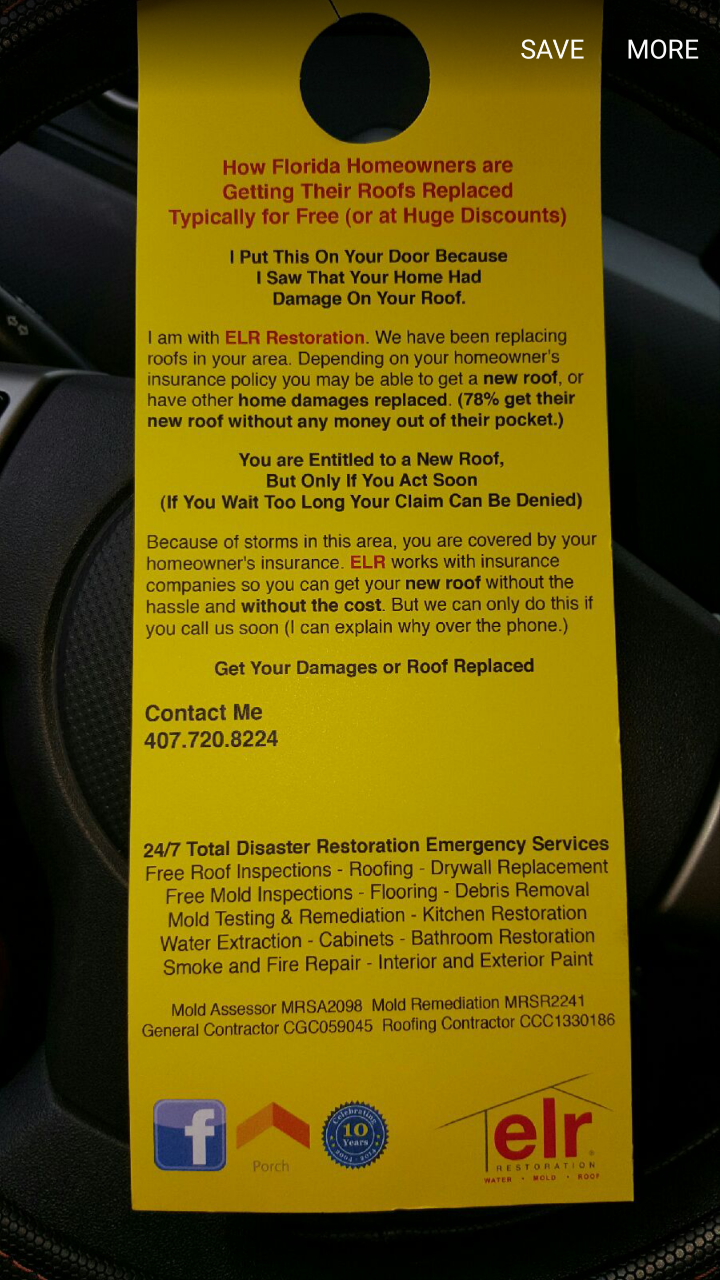 SAVE MORE
How Florida Homeowners are
Getting Their Roofs Replaced
Typically for Free (or at Huge Discounts)
I Put This On Your Door Because
I Saw That Your Home Had
Damage On Your Roof.
I am with ELR Restoration. We have been replacing
roofs in your area. Depending on your homeowner's
insurance policy you may be able to get a new roof, or
have other home damages replaced. (78% get their
new roof without any money out of their pocket.)
You are Entitled to a New Roof,
But Only If You Act Soon
(If You Wait Too Long Your Claim Can Be Denied)
Because of storms in this area, you are covered by your
homeowner's insurance. ELR works with insurance
companies so you can get your new roof without the
hassle and without the cost. But we can only do this if
you call us soon (I can explain why over the phone.)
Get Your Damages or Roof Replaced
Contact Me
407.720.8224
24/7 Total Disaster Restoration Emergency Services
Free Roof Inspections - Roofing - Drywall Replacement
Free Mold Inspections - Flooring - Debris Removal
Mold Testing & Remediation - Kitchen Restoration
Water Extraction - Cabinets - Bathroom Restoration
Smoke and Fire Repair - Interior and Exterior Paint
Mold Assessor MRSA2098 Mold Remediation MRSR2241
General Contractor CGC059045 Roofing Contractor CCC1330186
f
Porch
Celebrating
10
Years
2004 - 2014
elr
RESTORATION
WATER • MOLD • ROOF